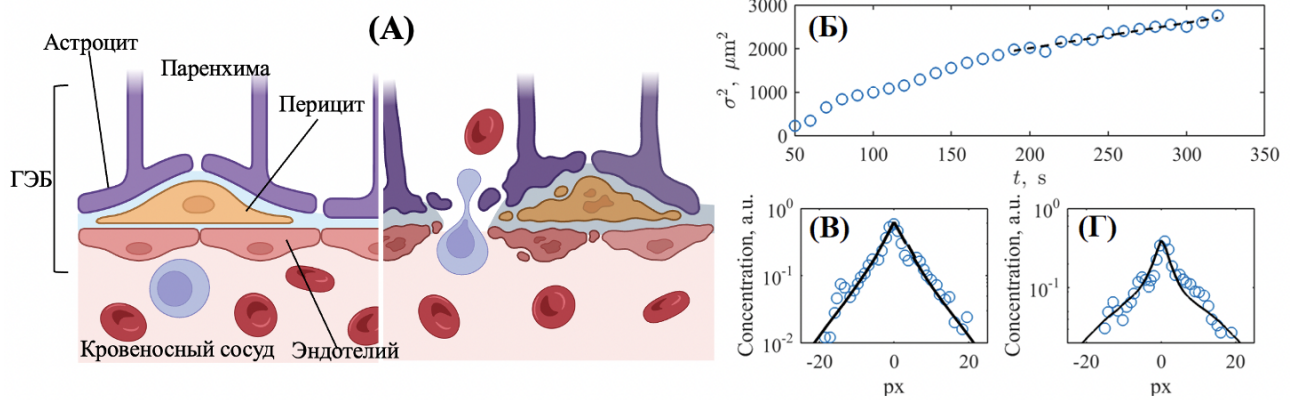 (А)
Астроцит
Паренхима
Перицит
ГЭБ
Кровеносный сосуд
Эндотелий
(Б)
3000
2000
1000
0
σ², μm²
50
100
150
200
250
300
350
t, s
(В)
10⁰
10⁻¹
10⁻²
Concentration, a.u.
-20
0
20
px
(Г)
10⁰
10⁻¹
Concentration, a.u.
-20
0
20
px